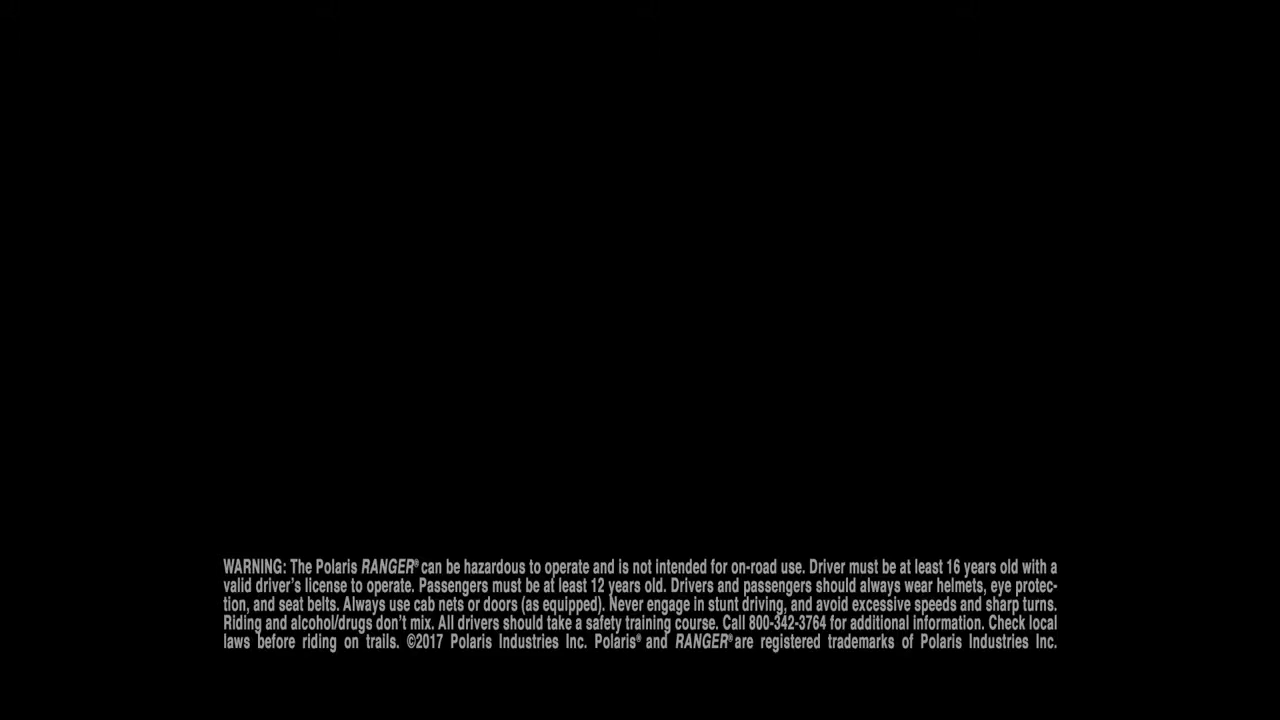 WARNING: The Polaris RANGER® can be hazardous to operate and is not intended for on-road use. Driver must be at least 16 years old with a
valid driver's license to operate. Passengers must be at least 12 years old. Drivers and passengers should always wear helmets, eye protec-
tion, and seat belts. Always use cab nets or doors (as equipped). Never engage in stunt driving, and avoid excessive speeds and sharp turns.
Riding and alcohol/drugs don't mix. All drivers should take a safety training course. Call 800-342-3764 for additional information. Check local
laws before riding on trails. ©2017 Polaris Industries Inc. Polaris® and RANGER® are registered trademarks of Polaris Industries Inc.